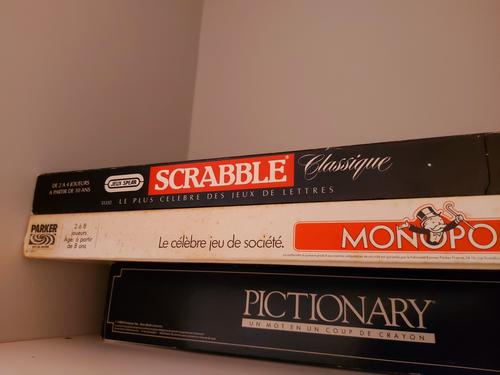 DE 2 A 4 JOUEURS
A PARTIR DE 10 ANS
JEUX SPEAR
SCRABBLE
Classique
LE PLUS CELEBRE DES JEUX DE LETTRES
PARKER
2 à 8
joueurs
Age: à partir
de 8 ans
Le célèbre jeu de société.
MONOPO
PICTIONARY
UN MOT EN UN COUP DE CRAYON